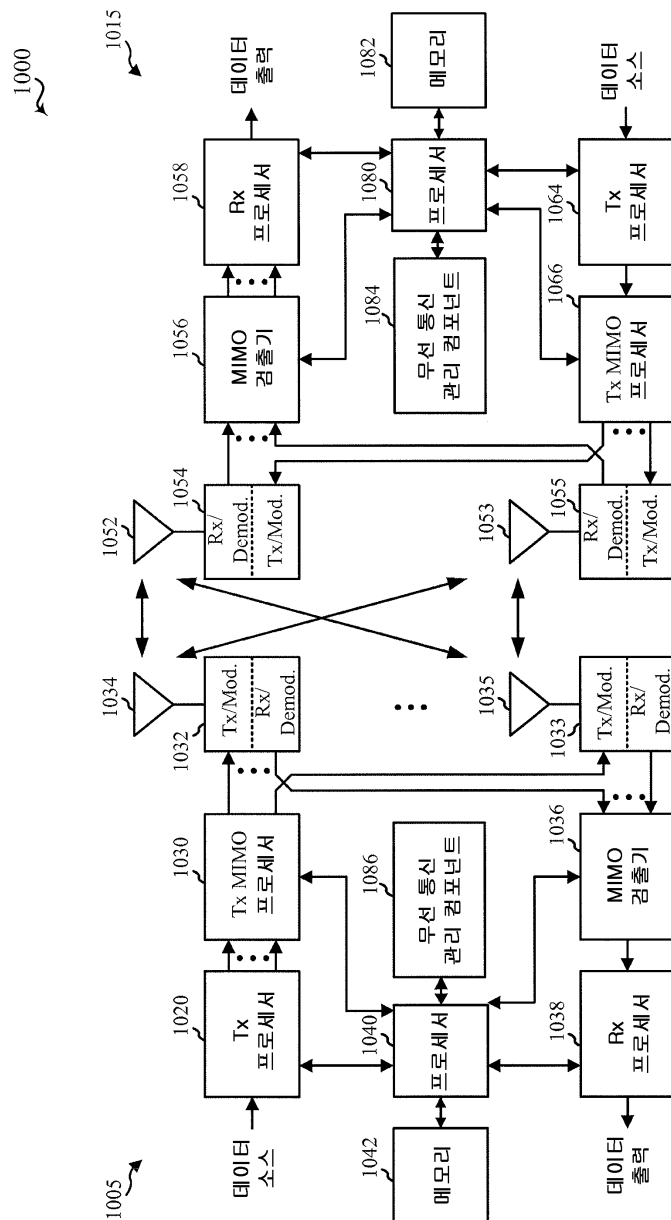 1000
1005
1015
데이터
소스
1020
Tx
프로세서
1030
Tx MIMO
프로세서
1032
Tx/Mod.
Rx/
Demod.
1034
1052
1054
Rx/
Demod.
Tx/Mod.
1056
MIMO
검출기
1058
Rx
프로세서
데이터
출력
1042
메모리
1040
프로세서
1086
무선 통신
관리 컴포넌트
1084
무선 통신
관리 컴포넌트
1080
프로세서
1082
메모리
데이터
출력
1038
Rx
프로세서
1036
MIMO
검출기
1033
Tx/Mod.
Rx/
Demod.
1035
1053
1055
Rx/
Demod.
Tx/Mod.
1066
Tx MIMO
프로세서
1064
Tx
프로세서
데이터
소스